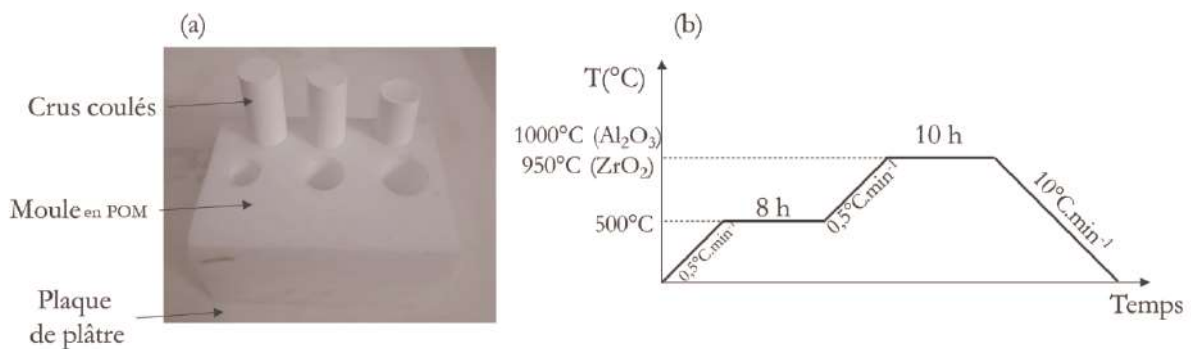 (a)
Crus coulés
Moule en POM
Plaque
de plâtre
(b)
T(°C)
1000°C (Al₂O₃)
950°C (ZrO₂)
500°C
0,5°C.min⁻¹
8 h
0,5°C.min⁻¹
10 h
10°C.min⁻¹
Temps